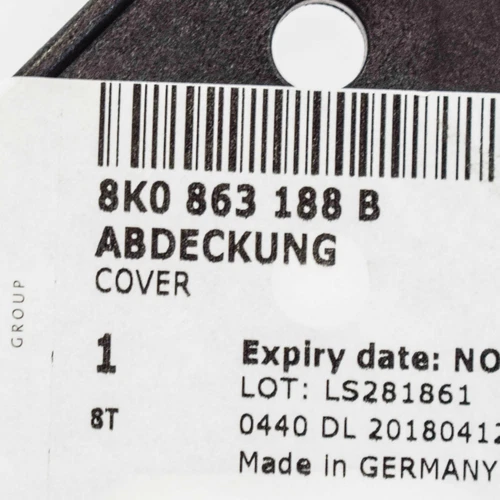 8K0 863 188 B
ABDECKUNG
COVER
GROUP
1
Expiry date: NO
LOT: LS281861
8T
0440 DL 20180412
Made in GERMANY